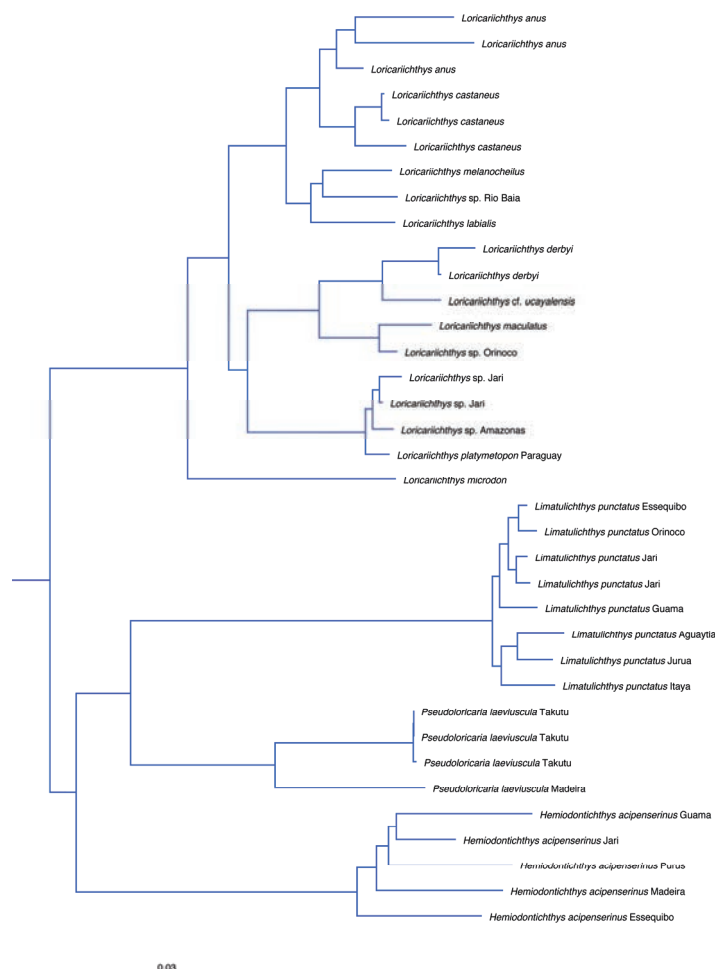 Loricariichthys anus
Loricariichthys anus
Loricariichthys anus
Loricariichthys castaneus
Loricariichthys castaneus
Loricariichthys castaneus
Loricariichthys melanocheilus
Loricariichthys sp. Rio Baia
Loricariichthys labialis
Loricariichthys derbyi
Loricariichthys derbyi
Loricariichthys cf. ucayalensis
Loricariichthys maculatus
Loricariichthys sp. Orinoco
Loricariichthys sp. Jari
Loricariichthys sp. Jari
Loricariichthys sp. Amazonas
Loricariichthys platymetopon Paraguay
Loricariichthys microdon
Limatulichthys punctatus Essequibo
Limatulichthys punctatus Orinoco
Limatulichthys punctatus Jari
Limatulichthys punctatus Jari
Limatulichthys punctatus Guama
Limatulichthys punctatus Aguaytia
Limatulichthys punctatus Jurua
Limatulichthys punctatus Itaya
Pseudoloricaria laeviuscula Takutu
Pseudoloricaria laeviuscula Takutu
Pseudoloricaria laeviuscula Takutu
Pseudoloricaria laeviuscula Madeira
Hemiodontichthys acipenserinus Guama
Hemiodontichthys acipenserinus Jari
Hemiodontichthys acipenserinus Purus
Hemiodontichthys acipenserinus Madeira
Hemiodontichthys acipenserinus Essequibo
0.03